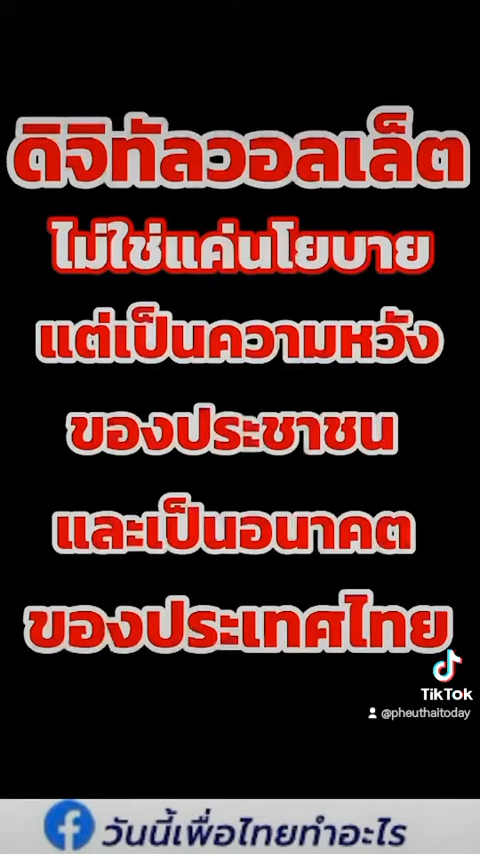 ดิจิทัลวอลเล็ต
ไม่ใช่แค่นโยบาย
แต่เป็นความหวัง
ของประชาชน
และเป็นอนาคต
ของประเทศไทย
TikTok
@pheuthaitoday
วันนี้เพื่อไทยทำอะไร